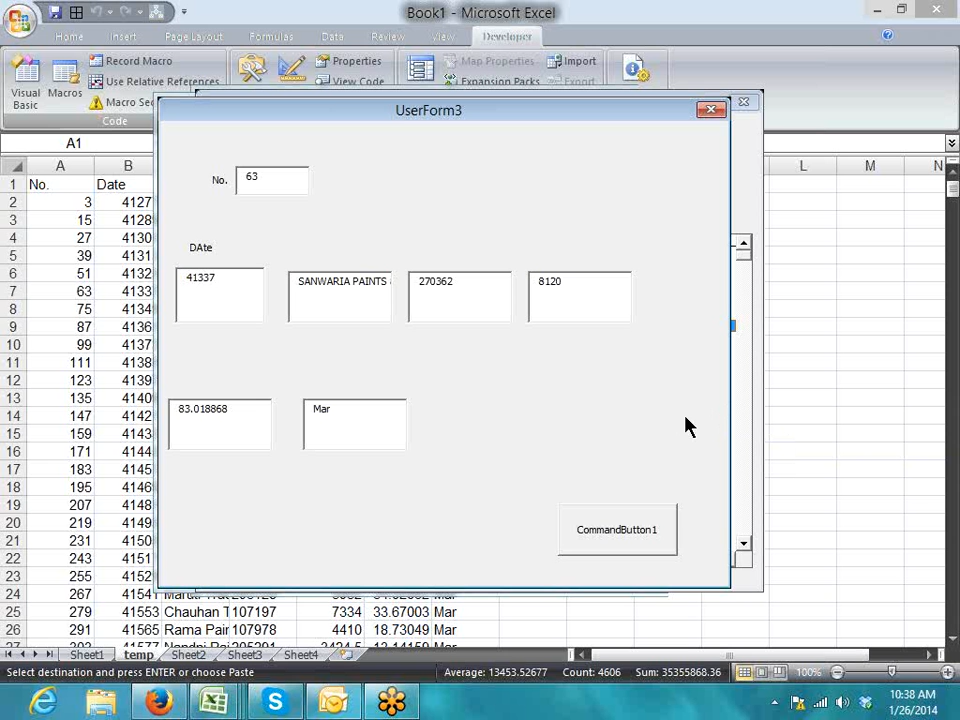 Book1 - Microsoft Excel
Home Insert Page Layout Formulas Data Review View Developer
Record Macro Properties Map Properties Import
Use Relative References View Code Expansion Packs Export
Visual Basic Macros Macro Sec
Code
A1
UserForm3
A B L M N
1 No. Date
2 3 4127
3 15 4128
4 27 4130
5 39 4131
6 51 4132
7 63 4133
8 75 4134
9 87 4136
10 99 4137
11 111 4138
12 123 4139
13 135 4140
14 147 4142
15 159 4143
16 171 4144
17 183 4145
18 195 4146
19 207 4148
20 219 4149
21 231 4150
22 243 4151
23 255 4152
24 267 41541
25 279 41553 Chauhan T 107197 7334 33.67003 Mar
26 291 41565 Rama Pain 107978 4410 18.73049 Mar
No. 63
DAte
41337 SANWARIA PAINTS 270362 8120
83.018868 Mar
CommandButton1
Sheet1 temp Sheet2 Sheet3 Sheet4
Select destination and press ENTER or choose Paste Average: 13453.52677 Count: 4606 Sum: 35355868.36 100%
10:38 AM
1/26/2014